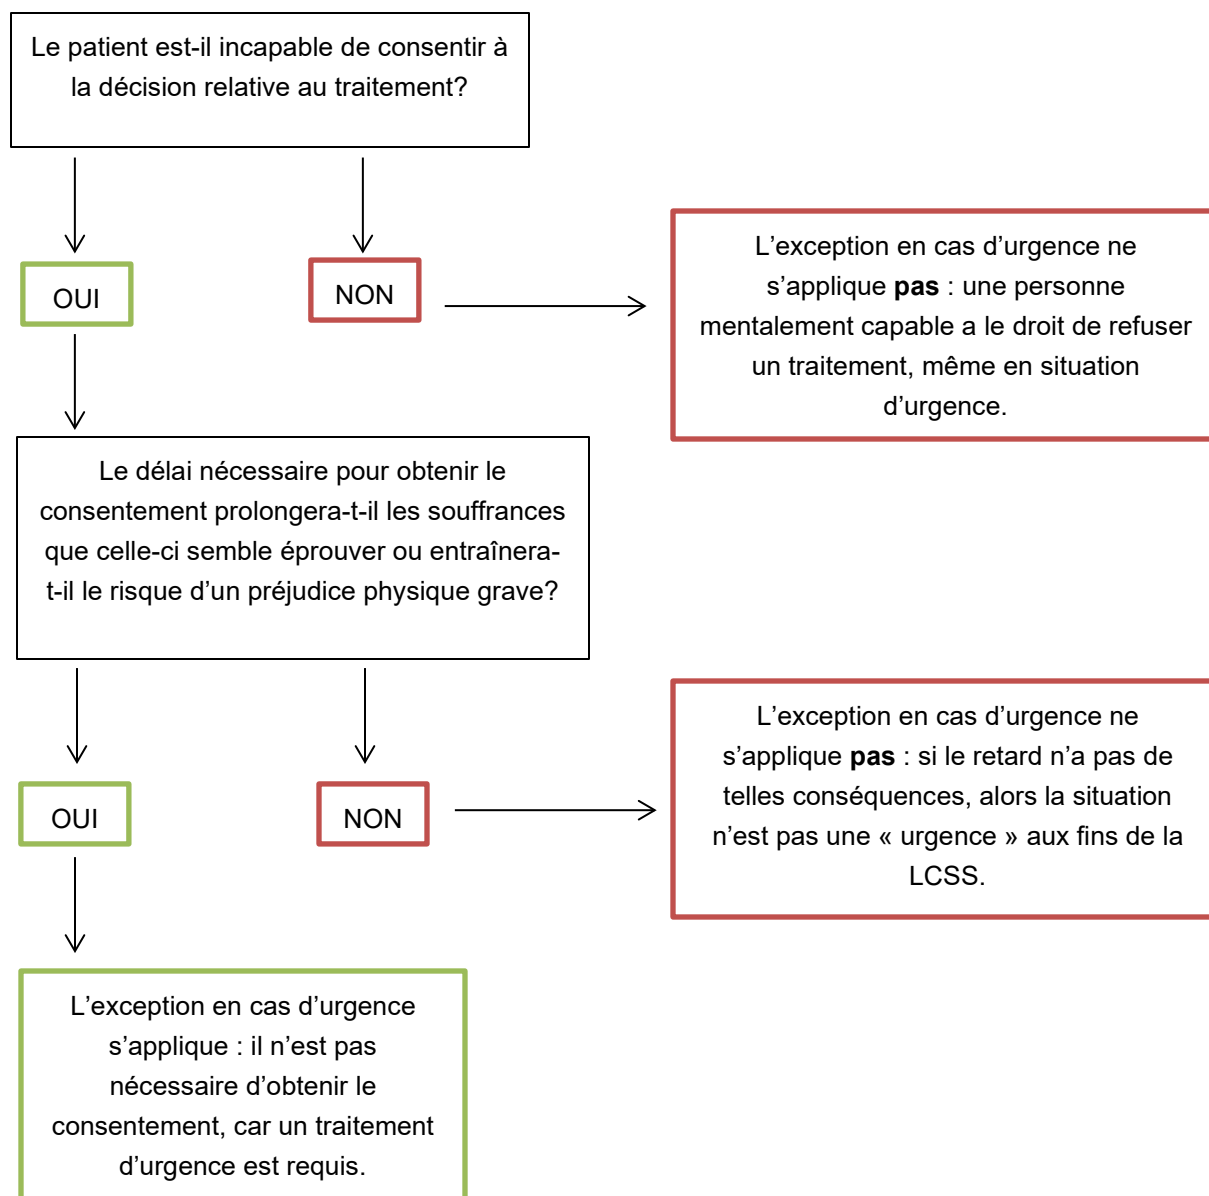 Le patient est-il incapable de consentir à
la décision relative au traitement?
OUI
NON
L’exception en cas d’urgence ne
s’applique pas : une personne
mentalement capable a le droit de refuser
un traitement, même en situation
d’urgence.
Le délai nécessaire pour obtenir le
consentement prolongera-t-il les souffrances
que celle-ci semble éprouver ou entraînera-
t-il le risque d’un préjudice physique grave?
OUI
NON
L’exception en cas d’urgence ne
s’applique pas : si le retard n’a pas de
telles conséquences, alors la situation
n’est pas une « urgence » aux fins de la
LCSS.
L’exception en cas d’urgence
s’applique : il n’est pas
nécessaire d’obtenir le
consentement, car un traitement
d’urgence est requis.